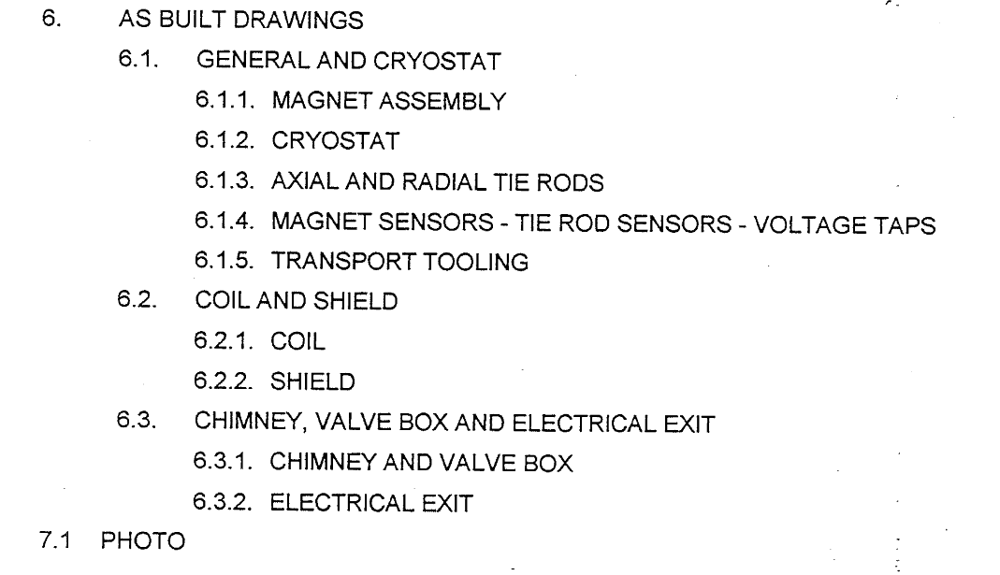 6. AS BUILT DRAWINGS
6.1. GENERAL AND CRYOSTAT
6.1.1. MAGNET ASSEMBLY
6.1.2. CRYOSTAT
6.1.3. AXIAL AND RADIAL TIE RODS
6.1.4. MAGNET SENSORS - TIE ROD SENSORS - VOLTAGE TAPS
6.1.5. TRANSPORT TOOLING
6.2. COIL AND SHIELD
6.2.1. COIL
6.2.2. SHIELD
6.3. CHIMNEY, VALVE BOX AND ELECTRICAL EXIT
6.3.1. CHIMNEY AND VALVE BOX
6.3.2. ELECTRICAL EXIT
7.1 PHOTO